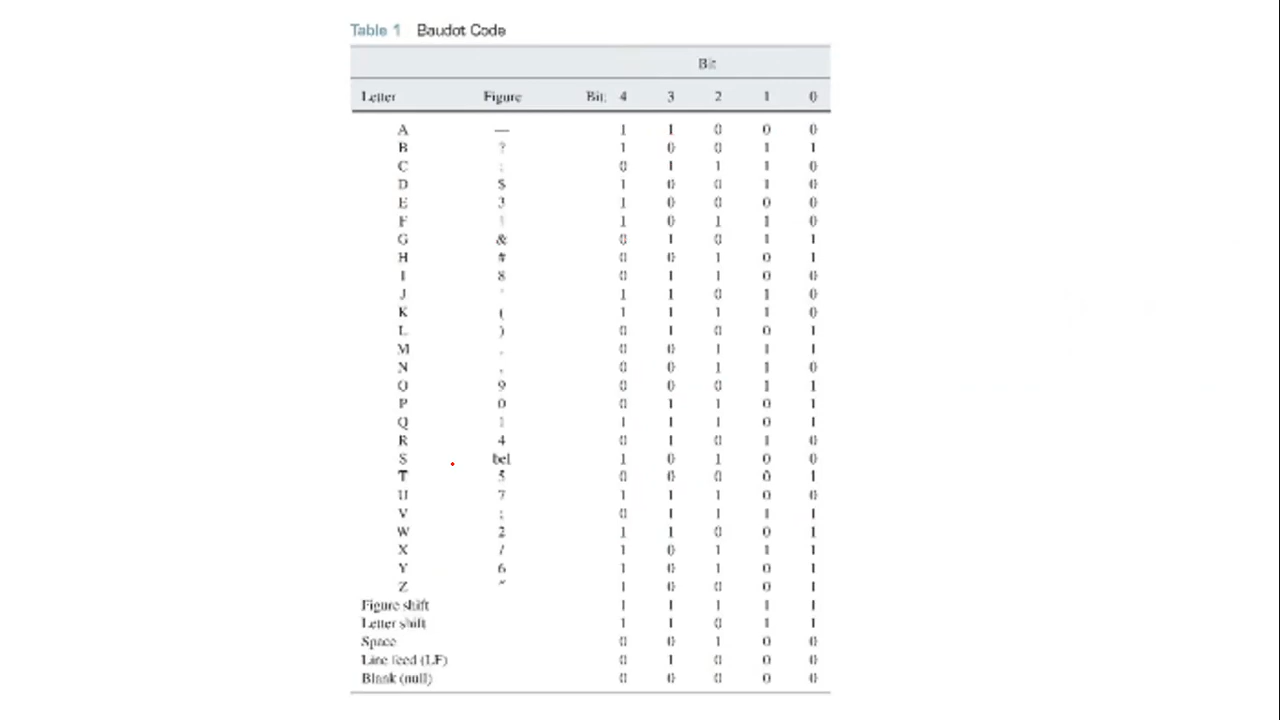 Table 1 Baudot Code
Bit
Letter Figure Bit: 4 3 2 1 0
A — 1 1 0 0 0
B ? 1 0 0 1 1
C : 0 1 1 1 0
D $ 1 0 0 1 0
E 3 1 0 0 0 0
F 1 0 1 1 0
G & 0 1 0 1 1
H # 0 0 1 0 1
I 8 0 1 1 0 0
J ' 1 1 0 1 0
K ( 1 1 1 1 0
L ) 0 1 0 0 1
M . 0 0 1 1 1
N , 0 0 1 1 0
O 9 0 0 0 1 1
P 0 0 1 1 0 1
Q 1 1 1 1 0 1
R 4 0 1 0 1 0
S bel 1 0 1 0 0
T 5 0 0 0 0 1
U 7 1 1 1 0 0
V ; 0 1 1 1 1
W 2 1 1 0 0 1
X / 1 0 1 1 1
Y 6 1 0 1 0 1
Z " 1 0 0 0 1
Figure shift 1 1 1 1 1
Letter shift 1 1 0 1 1
Space 0 0 1 0 0
Line feed (LF) 0 1 0 0 0
Blank (null) 0 0 0 0 0